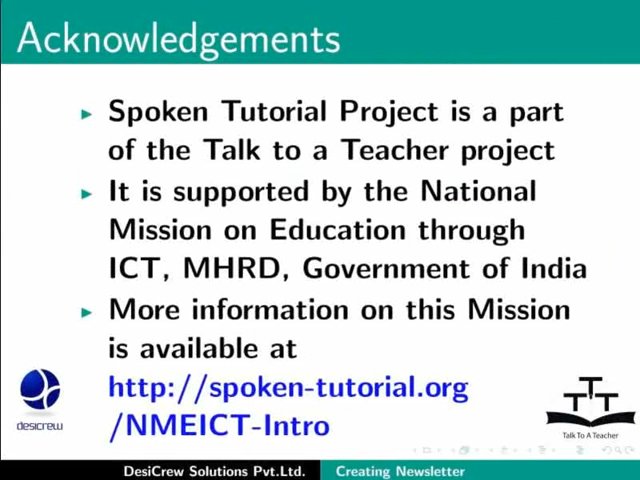 Acknowledgements
Spoken Tutorial Project is a part
of the Talk to a Teacher project
It is supported by the National
Mission on Education through
ICT, MHRD, Government of India
More information on this Mission
is available at
http://spoken-tutorial.org
/NMEICT-Intro
desicrew
TTT
Talk To A Teacher
DesiCrew Solutions Pvt.Ltd.
Creating Newsletter